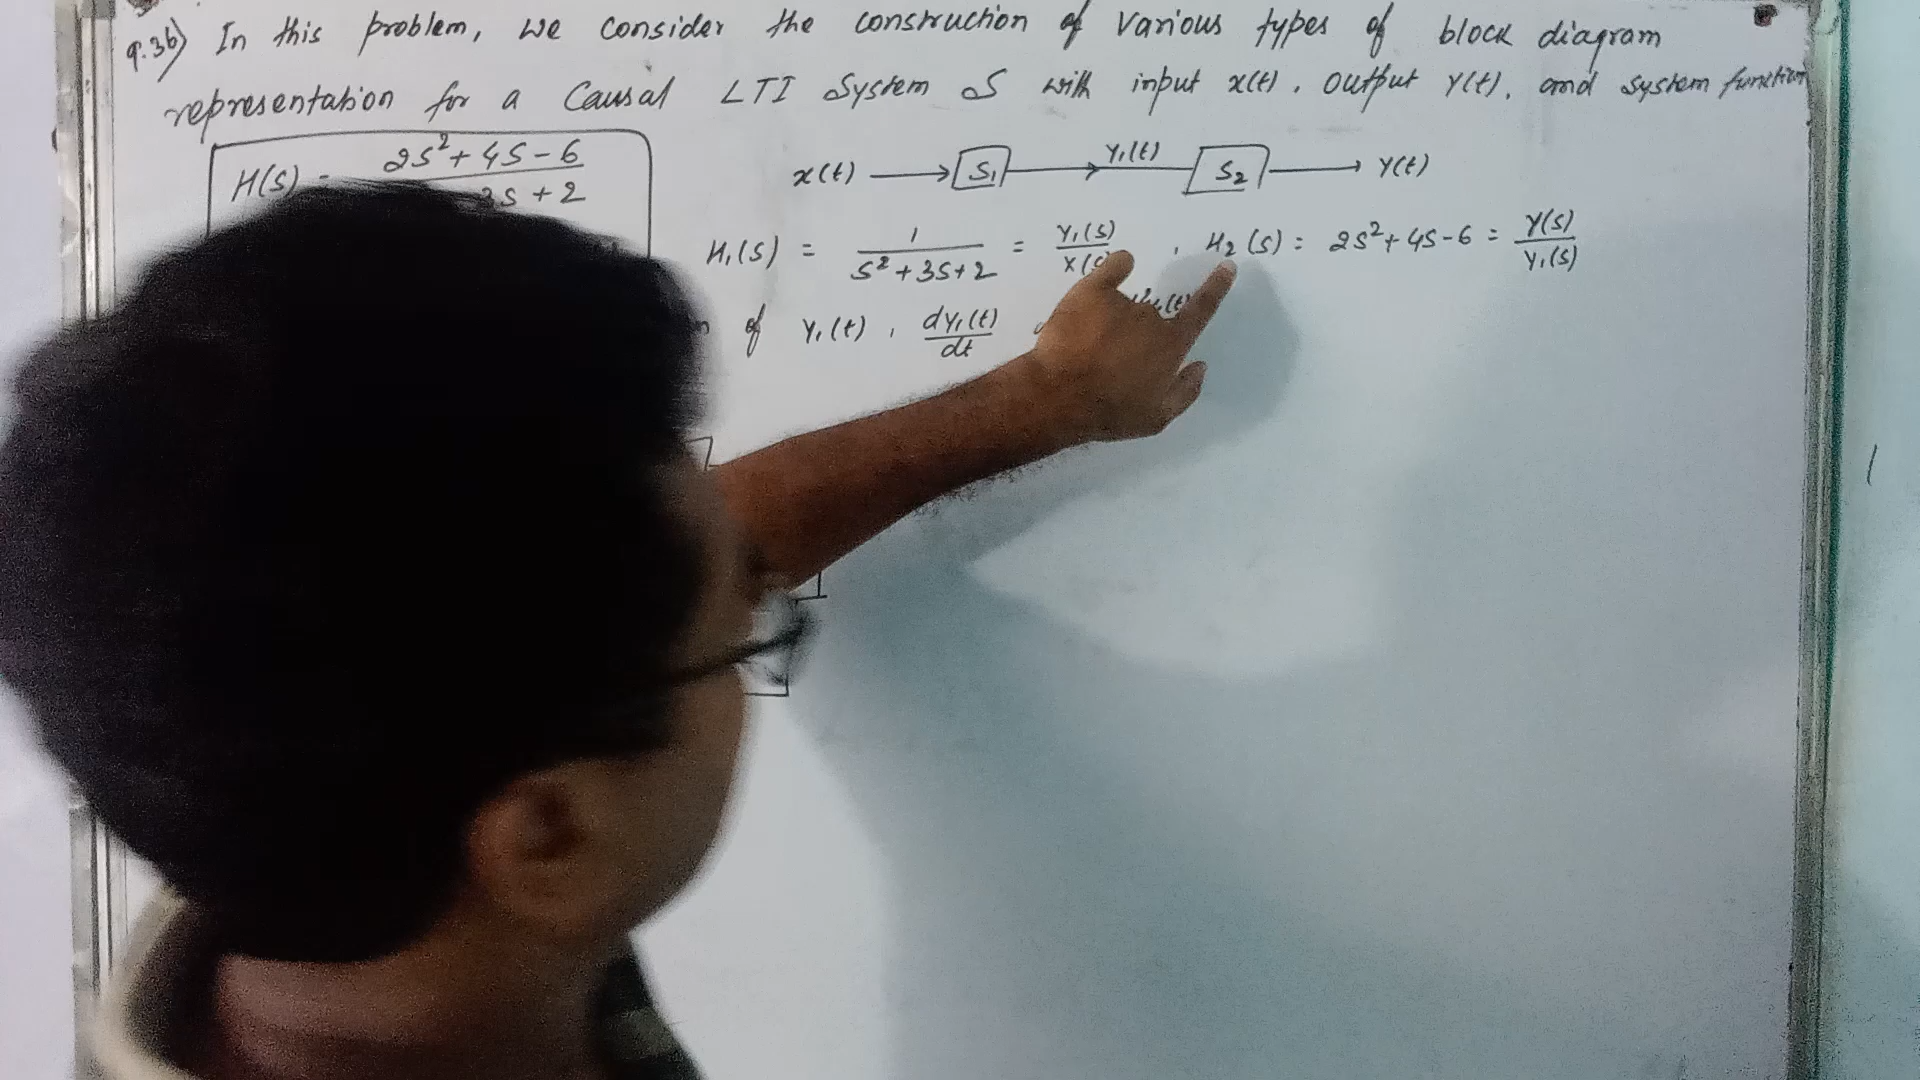 9.36) In this problem, we consider the construction of various types of block diagram
representation for a Causal LTI System S with input x(t), output y(t), and system function
H(s) = 2s²+4s-6 / 3s+2
x(t) → S₁ → y₁(t) → S₂ → y(t)
H₁(s) = 1 / s²+3s+2 = Y₁(s) / X(s) , H₂(s) = 2s²+4s-6 = Y(s) / Y₁(s)
of y₁(t), dy₁(t)/dt